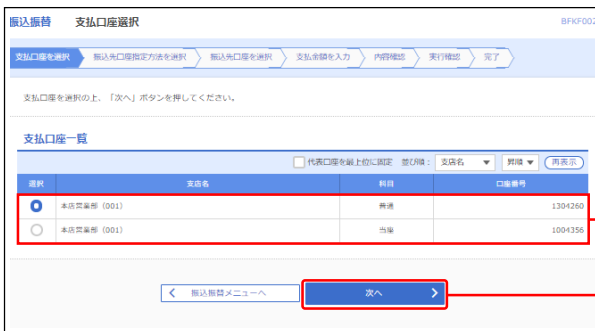 振込振替 支払口座選択 BFKF002
支払口座を選択 振込先口座指定方法を選択 振込先口座を選択 支払金額を入力 内容確認 実行確認 完了
支払口座を選択の上、「次へ」ボタンを押してください。
支払口座一覧
代表口座を最上位に固定 並び順： 支店名 昇順 再表示
選択 支店名 科目 口座番号
本店営業部（001） 普通 1304260
本店営業部（001） 当座 1004356
振込振替メニューへ 次へ